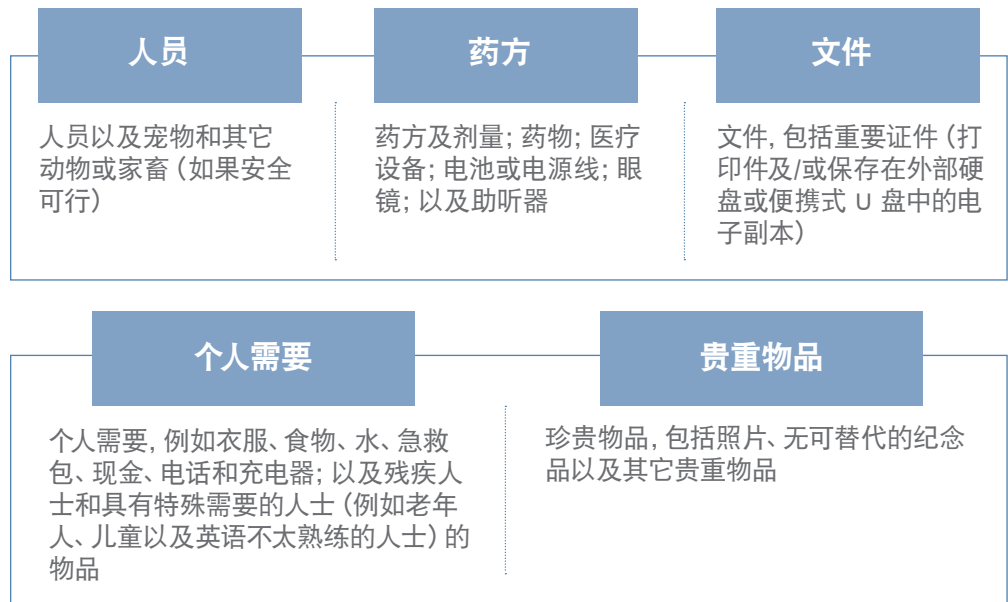 人员
药方
文件
人员以及宠物和其它
动物或家畜（如果安全
可行）
药方及剂量; 药物; 医疗
设备; 电池或电源线; 眼
镜; 以及助听器
文件, 包括重要证件（打
印件及/或保存在外部硬
盘或便携式 U 盘中的电
子副本）
个人需要
贵重物品
个人需要, 例如衣服、食物、水、急救
包、现金、电话和充电器; 以及残疾人
士和具有特殊需要的人士（例如老年
人、儿童以及英语不太熟练的人士）的
物品
珍贵物品, 包括照片、无可替代的纪念
品以及其它贵重物品